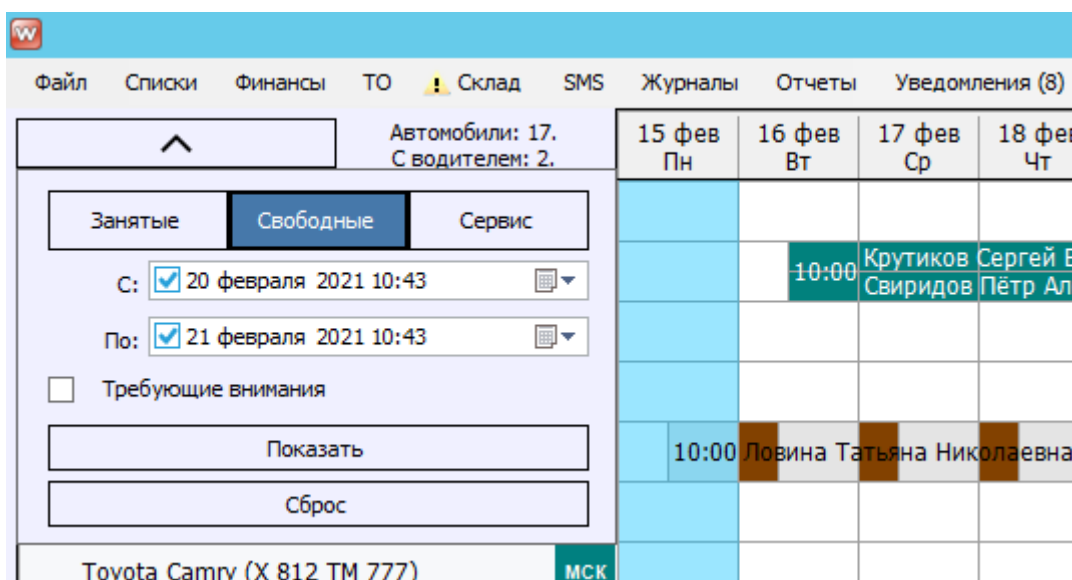 w
Файл Списки Финансы ТО Склад SMS Журналы Отчеты Уведомления (8)
Автомобили: 17.
С водителем: 2.
15 фев 16 фев 17 фев 18 фев
Пн Вт Ср Чт
Занятые Свободные Сервис
С: 20 февраля 2021 10:43
По: 21 февраля 2021 10:43
Требующие внимания
Показать
Сброс
10:00 Крутиков Сергей В
Свиридов Пётр Ал
10:00 Ловина Татьяна Николаевна
Toyota Camry (X 812 TM 777) МСК